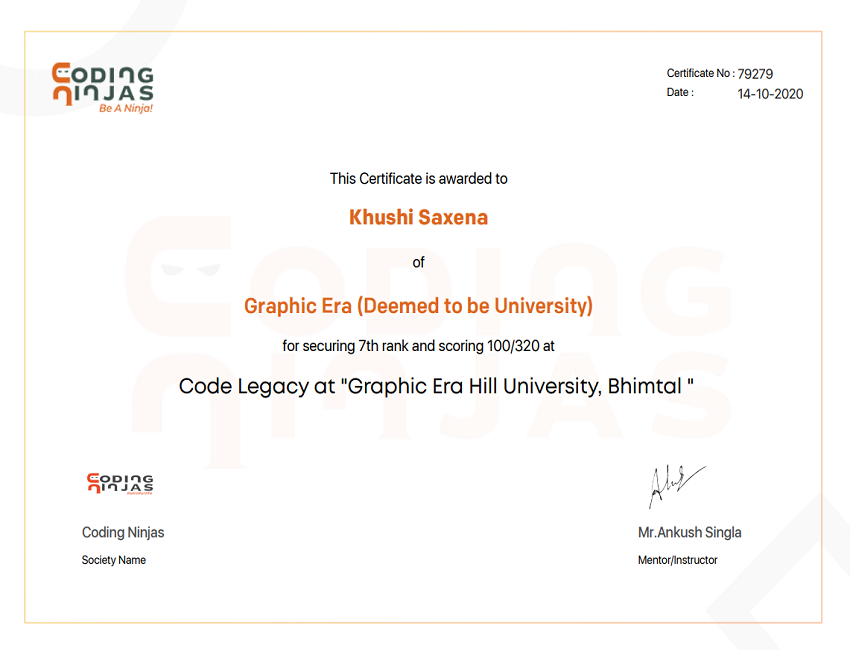 CODING
NINJAS
Be A Ninja!
Certificate No : 79279
Date : 14-10-2020
This Certificate is awarded to
Khushi Saxena
of
Graphic Era (Deemed to be University)
for securing 7th rank and scoring 100/320 at
Code Legacy at "Graphic Era Hill University, Bhimtal "
CODING
NINJAS
CODING
NINJAS
Coding Ninjas
Society Name
Mr.Ankush Singla
Mentor/Instructor